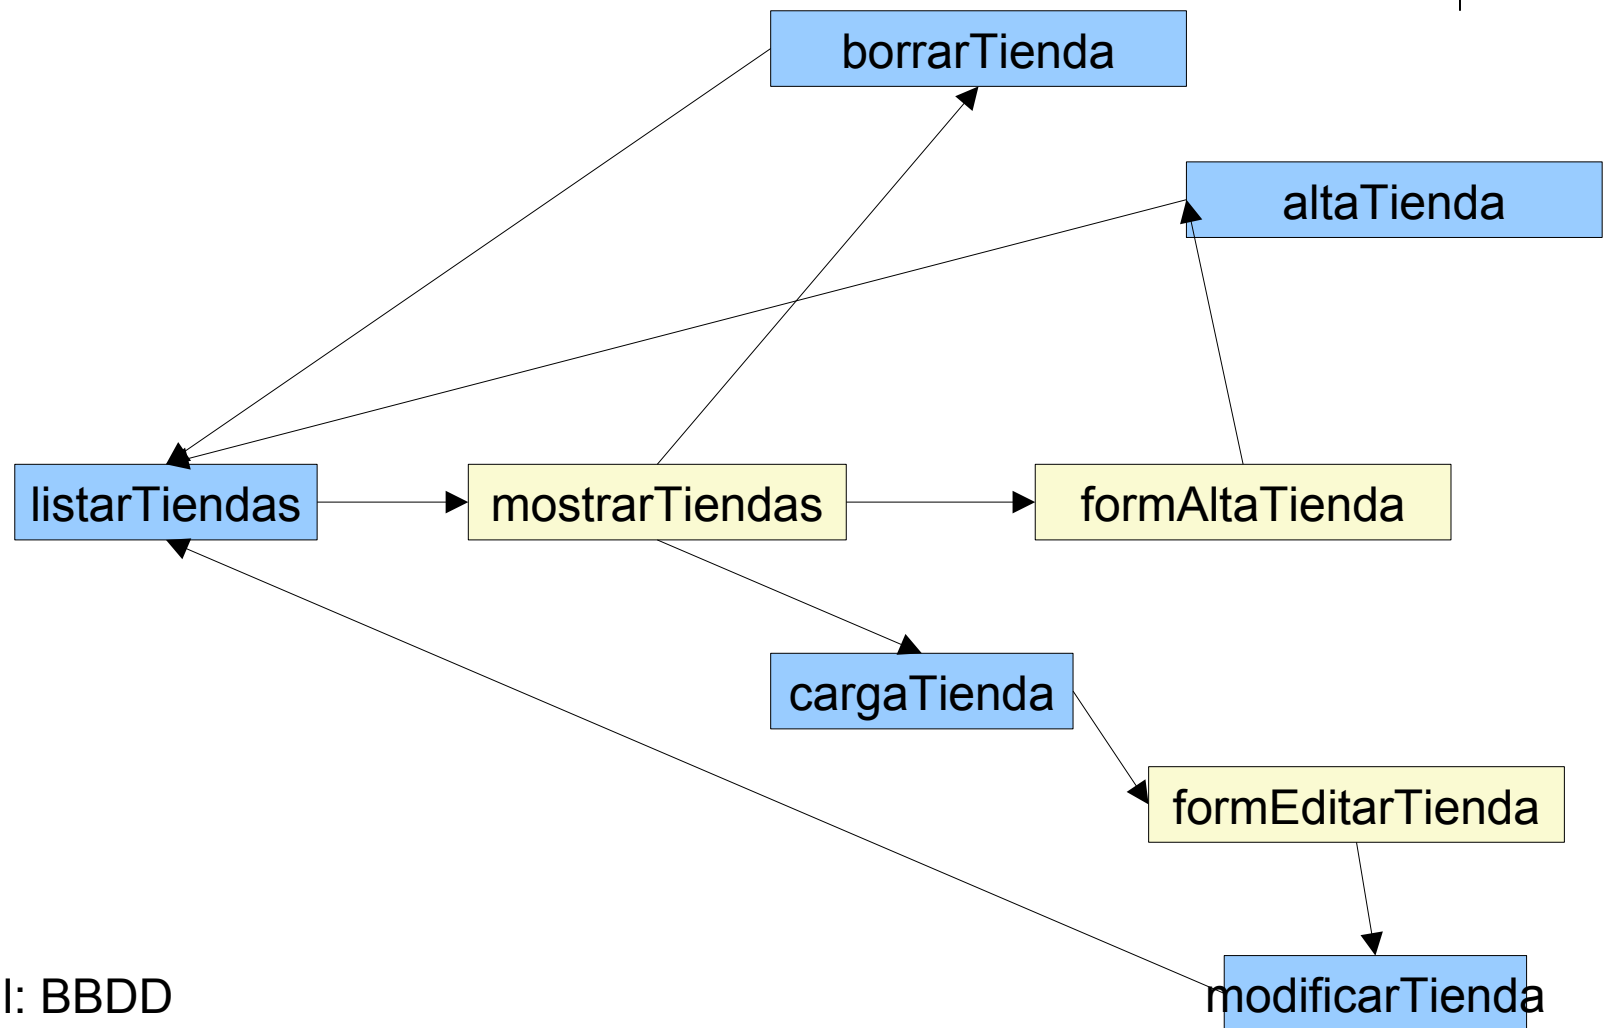 borrarTienda
altaTienda
listarTiendas
mostrarTiendas
formAltaTienda
cargaTienda
formEditarTienda
modificarTienda
l: BBDD